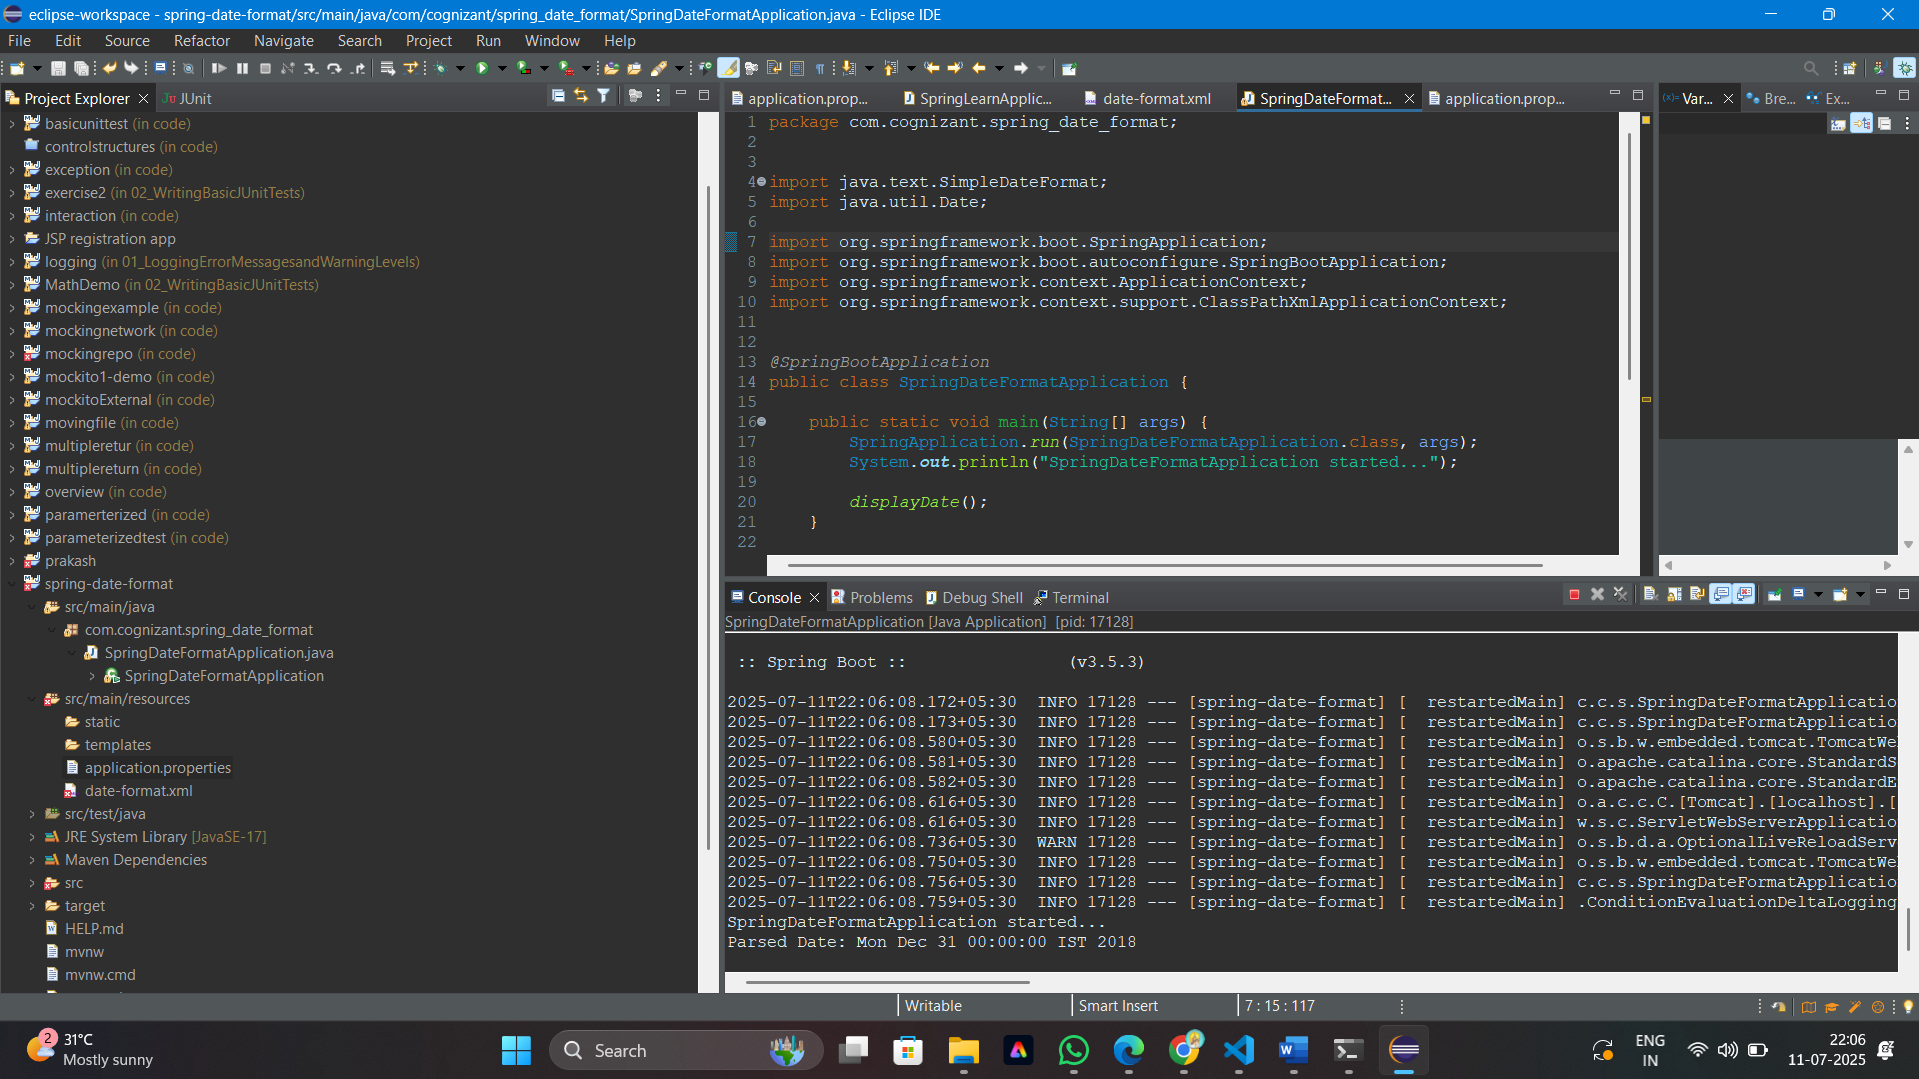 eclipse-workspace - spring-date-format/src/main/java/com/cognizant/spring_date_format/SpringDateFormatApplication.java - Eclipse IDE
File Edit Source Refactor Navigate Search Project Run Window Help
Project Explorer
JUnit
basicunittest (in code)
controlstructures (in code)
exception (in code)
exercise2 (in 02_WritingBasicJUnitTests)
interaction (in code)
JSP registration app
logging (in 01_LoggingErrorMessagesandWarningLevels)
MathDemo (in 02_WritingBasicJUnitTests)
mockingexample (in code)
mockingnetwork (in code)
mockingrepo (in code)
mockito1-demo (in code)
mockitoExternal (in code)
movingfile (in code)
multipleretur (in code)
multiplereturn (in code)
overview (in code)
paramerterized (in code)
parameterizedtest (in code)
prakash
spring-date-format
src/main/java
com.cognizant.spring_date_format
SpringDateFormatApplication.java
SpringDateFormatApplication
src/main/resources
static
templates
application.properties
date-format.xml
src/test/java
JRE System Library [JavaSE-17]
Maven Dependencies
src
target
HELP.md
mvnw
mvnw.cmd
application.prop... SpringLearnApplic... date-format.xml SpringDateFormat... application.prop...
1 package com.cognizant.spring_date_format;
2
3
4 import java.text.SimpleDateFormat;
5 import java.util.Date;
6
7 import org.springframework.boot.SpringApplication;
8 import org.springframework.boot.autoconfigure.SpringBootApplication;
9 import org.springframework.context.ApplicationContext;
10 import org.springframework.context.support.ClassPathXmlApplicationContext;
11
12
13 @SpringBootApplication
14 public class SpringDateFormatApplication {
15
16 public static void main(String[] args) {
17 SpringApplication.run(SpringDateFormatApplication.class, args);
18 System.out.println("SpringDateFormatApplication started...");
19
20 displayDate();
21 }
22
Var... Bre... Ex...
Console Problems Debug Shell Terminal
SpringDateFormatApplication [Java Application] [pid: 17128]
:: Spring Boot :: (v3.5.3)
2025-07-11T22:06:08.172+05:30 INFO 17128 --- [spring-date-format] [ restartedMain] c.c.s.SpringDateFormatApplicatio
2025-07-11T22:06:08.173+05:30 INFO 17128 --- [spring-date-format] [ restartedMain] c.c.s.SpringDateFormatApplicatio
2025-07-11T22:06:08.580+05:30 INFO 17128 --- [spring-date-format] [ restartedMain] o.s.b.w.embedded.tomcat.TomcatWe
2025-07-11T22:06:08.581+05:30 INFO 17128 --- [spring-date-format] [ restartedMain] o.apache.catalina.core.StandardS
2025-07-11T22:06:08.582+05:30 INFO 17128 --- [spring-date-format] [ restartedMain] o.apache.catalina.core.StandardE
2025-07-11T22:06:08.616+05:30 INFO 17128 --- [spring-date-format] [ restartedMain] o.a.c.c.C.[Tomcat].[localhost].[
2025-07-11T22:06:08.616+05:30 INFO 17128 --- [spring-date-format] [ restartedMain] w.s.c.ServletWebServerApplicatio
2025-07-11T22:06:08.736+05:30 WARN 17128 --- [spring-date-format] [ restartedMain] o.s.b.d.a.OptionalLiveReloadServ
2025-07-11T22:06:08.750+05:30 INFO 17128 --- [spring-date-format] [ restartedMain] o.s.b.w.embedded.tomcat.TomcatWe
2025-07-11T22:06:08.756+05:30 INFO 17128 --- [spring-date-format] [ restartedMain] c.c.s.SpringDateFormatApplicatio
2025-07-11T22:06:08.759+05:30 INFO 17128 --- [spring-date-format] [ restartedMain] .ConditionEvaluationDeltaLogging
SpringDateFormatApplication started...
Parsed Date: Mon Dec 31 00:00:00 IST 2018
Writable Smart Insert 7 : 15 : 117
2
31°C
Mostly sunny
Search
ENG
IN
22:06
11-07-2025